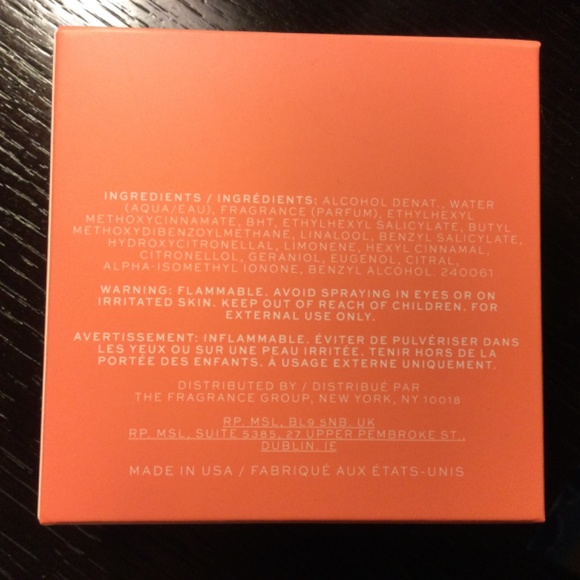 INGREDIENTS / INGRÉDIENTS: ALCOHOL DENAT., WATER
(AQUA/EAU), FRAGRANCE (PARFUM), ETHYLHEXYL
METHOXYCINNAMATE, BHT, ETHYLHEXYL SALICYLATE, BUTYL
METHOXYDIBENZOYLMETHANE, LINALOOL, BENZYL SALICYLATE,
HYDROXYCITRONELLAL, LIMONENE, HEXYL CINNAMAL,
CITRONELLOL, GERANIOL, EUGENOL, CITRAL,
ALPHA-ISOMETHYL IONONE, BENZYL ALCOHOL. 240061
WARNING: FLAMMABLE. AVOID SPRAYING IN EYES OR ON
IRRITATED SKIN. KEEP OUT OF REACH OF CHILDREN. FOR
EXTERNAL USE ONLY.
AVERTISSEMENT: INFLAMMABLE. ÉVITER DE PULVÉRISER DANS
LES YEUX OU SUR UNE PEAU IRRITÉE. TENIR HORS DE LA
PORTÉE DES ENFANTS. À USAGE EXTERNE UNIQUEMENT.
DISTRIBUTED BY / DISTRIBUÉ PAR
THE FRAGRANCE GROUP, NEW YORK, NY 10018
RP. MSL, BL9 5NB. UK
RP. MSL, SUITE 5385, 27 UPPER PEMBROKE ST.,
DUBLIN. IE
MADE IN USA / FABRIQUÉ AUX ÉTATS-UNIS